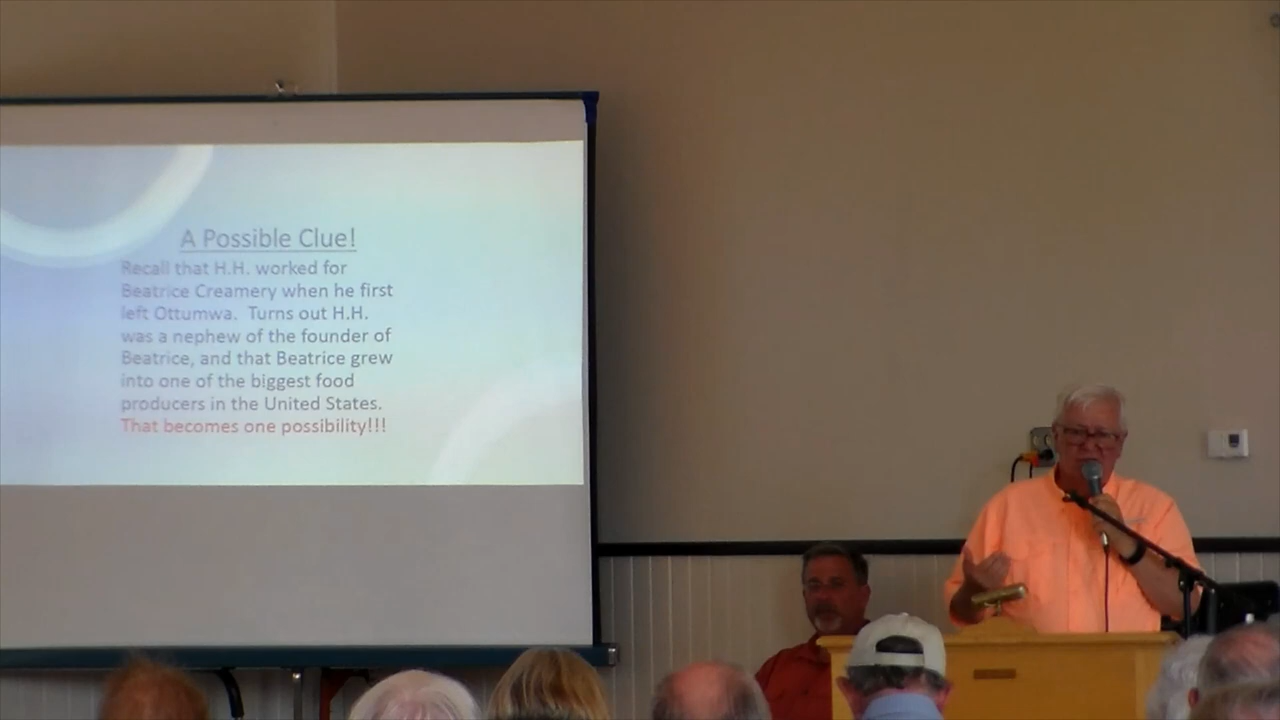 A Possible Clue!
Recall that H.H. worked for
Beatrice Creamery when he first
left Ottumwa.  Turns out H.H.
was a nephew of the founder of
Beatrice, and that Beatrice grew
into one of the biggest food
producers in the United States.
That becomes one possibility!!!